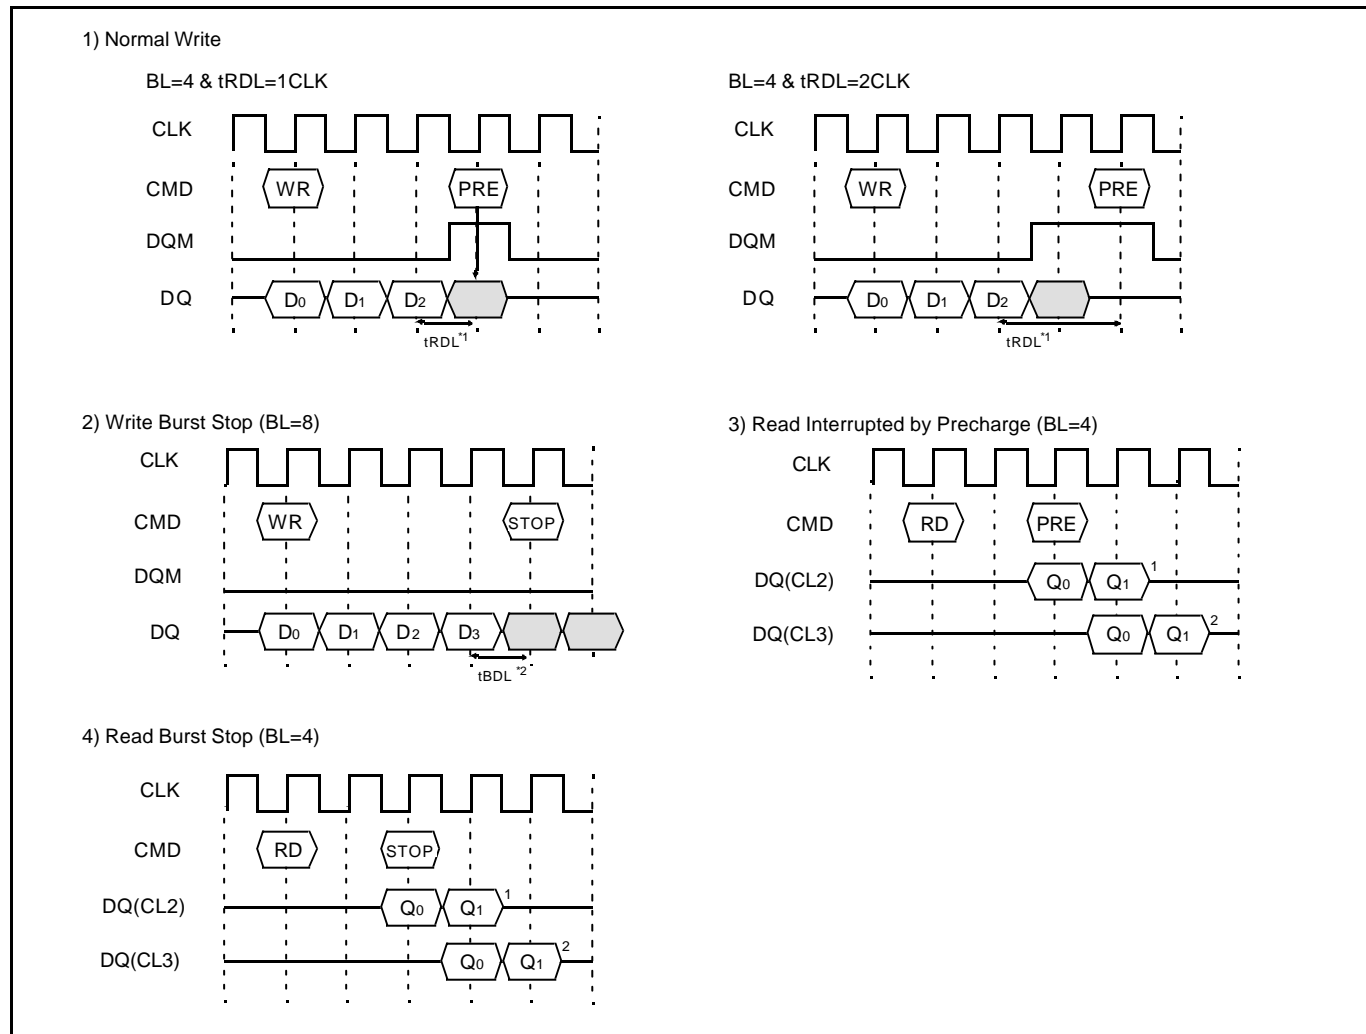 1) Normal Write
BL=4 & tRDL=1CLK
CLK
CMD WR PRE
DQM
DQ D0 D1 D2
tRDL*1
BL=4 & tRDL=2CLK
CLK
CMD WR PRE
DQM
DQ D0 D1 D2
tRDL*1
2) Write Burst Stop (BL=8)
CLK
CMD WR STOP
DQM
DQ D0 D1 D2 D3
tBDL *2
3) Read Interrupted by Precharge (BL=4)
CLK
CMD RD PRE
DQ(CL2) Q0 Q1 1
DQ(CL3) Q0 Q1 2
4) Read Burst Stop (BL=4)
CLK
CMD RD STOP
DQ(CL2) Q0 Q1 1
DQ(CL3) Q0 Q1 2